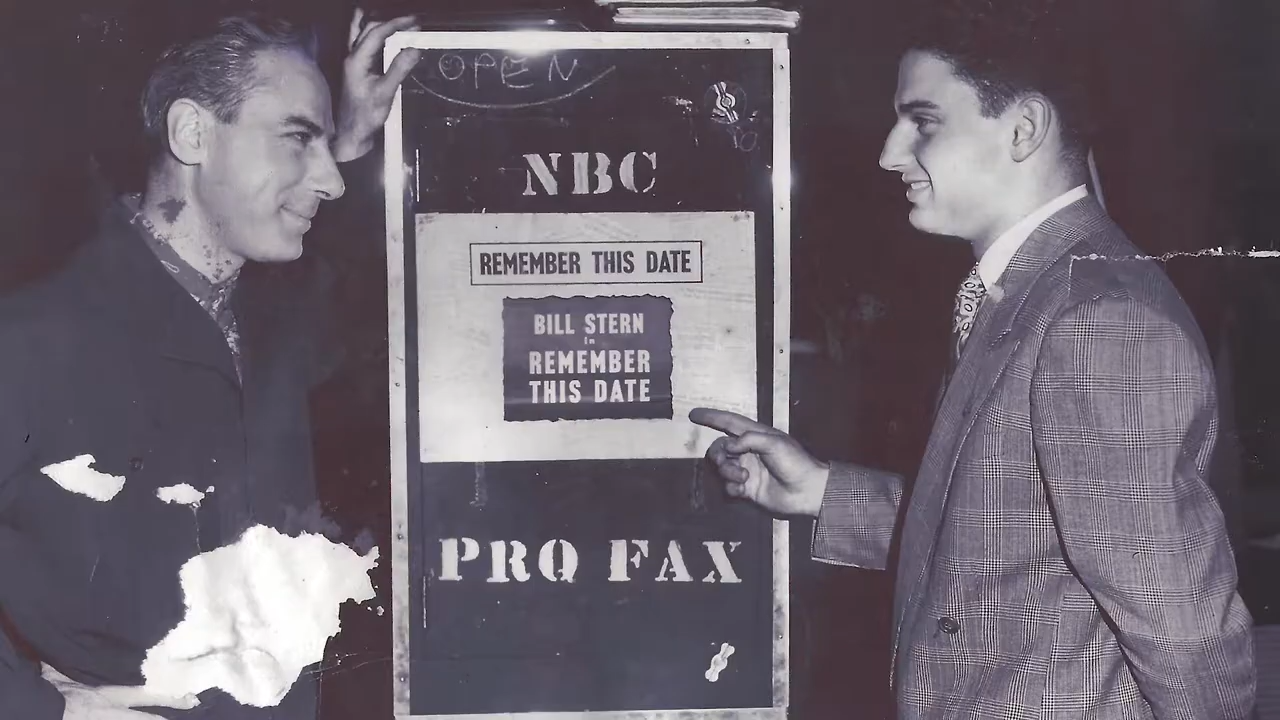 OPEN
NBC
REMEMBER THIS DATE
BILL STERN
In
REMEMBER
THIS DATE
PRO FAX